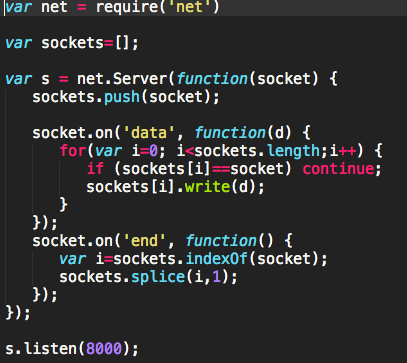 var net = require('net')
var sockets=[];
var s = net.Server(function(socket) {
sockets.push(socket);
socket.on('data', function(d) {
for(var i=0; i<sockets.length;i++) {
if (sockets[i]==socket) continue;
sockets[i].write(d);
}
});
socket.on('end', function() {
var i=sockets.indexOf(socket);
sockets.splice(i,1);
});
});
s.listen(8000);